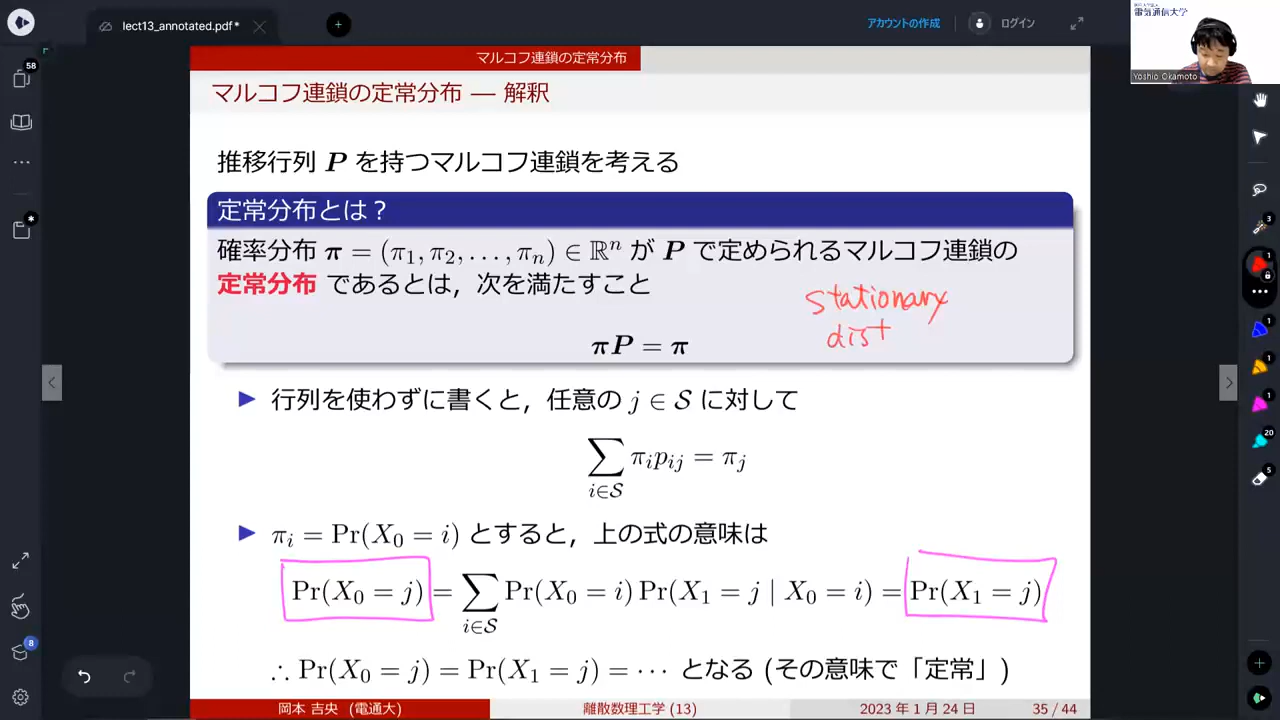 lect13_annotated.pdf*
アカウントの作成
ログイン
電気通信大学
Yoshio Okamoto
58
マルコフ連鎖の定常分布
マルコフ連鎖の定常分布 — 解釈
推移行列 P を持つマルコフ連鎖を考える
定常分布とは？
確率分布 π = (π₁, π₂, . . . , πₙ) ∈ ℝⁿ が P で定められるマルコフ連鎖の
定常分布 であるとは，次を満たすこと
stationary
dist
πP = π
▶ 行列を使わずに書くと，任意の j ∈ 𝒮 に対して
∑_{i∈𝒮} πᵢpᵢⱼ = πⱼ
▶ πᵢ = Pr(X₀ = i) とすると，上の式の意味は
Pr(X₀ = j) = ∑_{i∈𝒮} Pr(X₀ = i) Pr(X₁ = j | X₀ = i) = Pr(X₁ = j)
∴ Pr(X₀ = j) = Pr(X₁ = j) = ⋯ となる (その意味で「定常」)
岡本 吉央 (電通大)
離散数理工学 (13)
2023 年 1 月 24 日
35 / 44
3
1
1
1
1
20
5
8